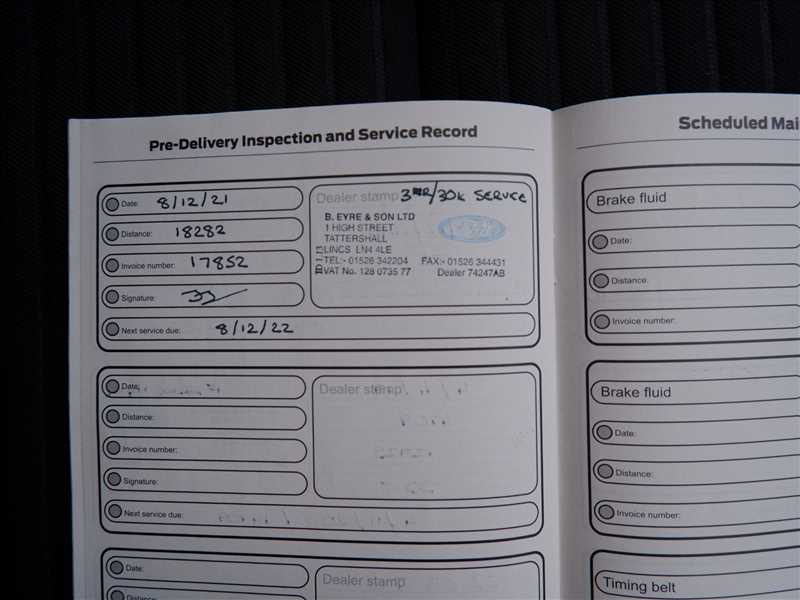 Pre-Delivery Inspection and Service Record
Date: 8/12/21
Distance: 18282
Invoice number: 17852
Signature:
Next service due: 8/12/22
Dealer stamp 3 YR/30K SERVICE
B. EYRE & SON LTD
1 HIGH STREET
TATTERSHALL
LINCS LN4 4LE
TEL:- 01526 342204 FAX:- 01526 344431
VAT No. 128 0735 77 Dealer 74247AB
Date:
Distance:
Invoice number:
Signature:
Next service due:
Dealer stamp
Date:
Distance:
Dealer stamp
Scheduled Mai
Brake fluid
Date:
Distance:
Invoice number:
Brake fluid
Date:
Distance:
Invoice number:
Timing belt